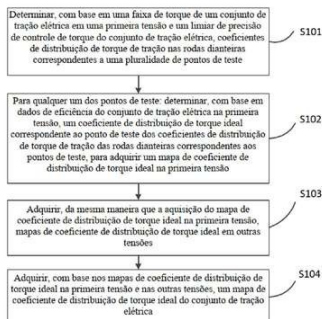 Determinar, com base em uma faixa de torque de um conjunto de
tração elétrica em uma primeira tensão e um limiar de precisão
de controle de torque do conjunto de tração elétrica, coeficientes
de distribuição de torque de tração nas rodas dianteiras
correspondentes a uma pluralidade de pontos de teste
S101
Para qualquer um dos pontos de teste: determinar, com base em
dados de eficiência do conjunto de tração elétrica na primeira
tensão, um coeficiente de distribuição de torque ideal
correspondente ao ponto de teste dos coeficientes de distribuição
de torque de tração nas rodas dianteiras correspondentes aos
pontos de teste, para adquirir um mapa de coeficiente de
distribuição de torque ideal na primeira tensão
S102
Adquirir, da mesma maneira que a aquisição do mapa de
coeficiente de distribuição de torque ideal na primeira tensão,
mapas de coeficiente de distribuição de torque ideal em outras
tensões
S103
Adquirir, com base nos mapas de coeficiente de distribuição de
torque ideal na primeira tensão e nas outras tensões, um mapa de
coeficiente de distribuição de torque ideal do conjunto de tração
elétrica
S104